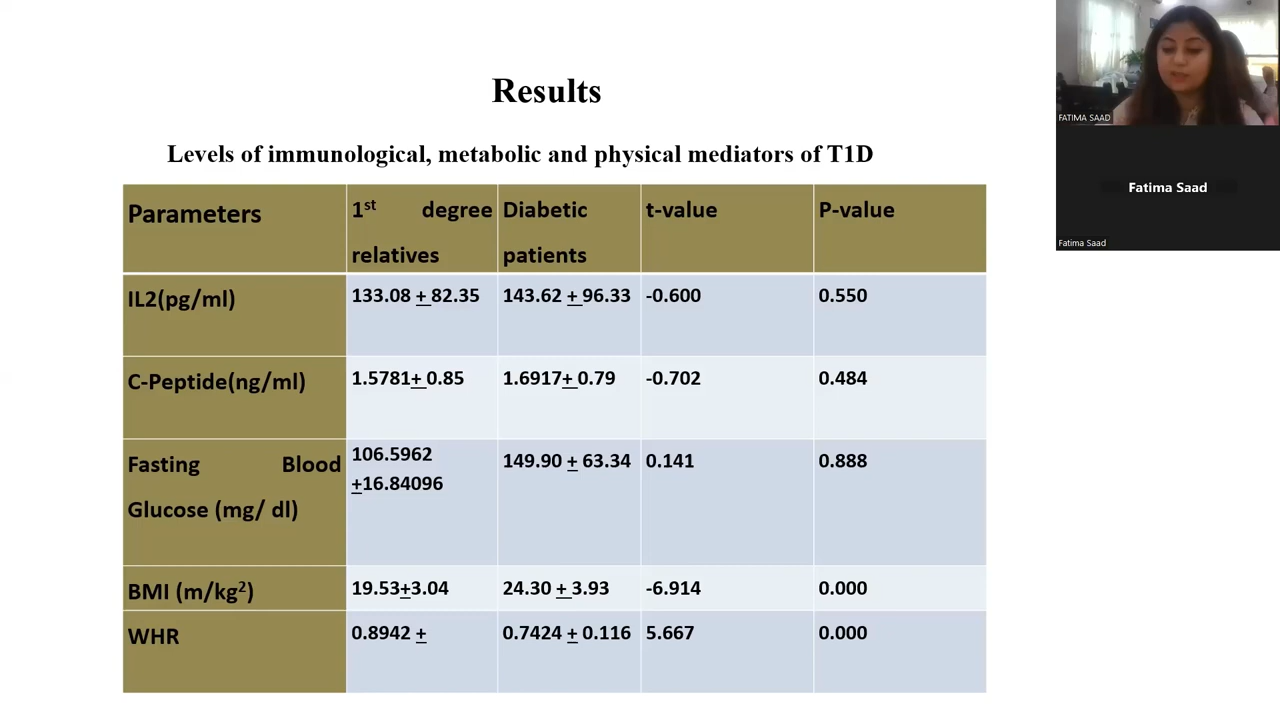 Results
Levels of immunological, metabolic and physical mediators of T1D
Parameters
1st degree
relatives
Diabetic
patients
t-value
P-value
IL2(pg/ml)
133.08 + 82.35
143.62 + 96.33
-0.600
0.550
C-Peptide(ng/ml)
1.5781+ 0.85
1.6917+ 0.79
-0.702
0.484
Fasting Blood
Glucose (mg/ dl)
106.5962
+16.84096
149.90 + 63.34
0.141
0.888
BMI (m/kg2)
19.53+3.04
24.30 + 3.93
-6.914
0.000
WHR
0.8942 +
0.7424 + 0.116
5.667
0.000
FATIMA SAAD
Fatima Saad
Fatima Saad